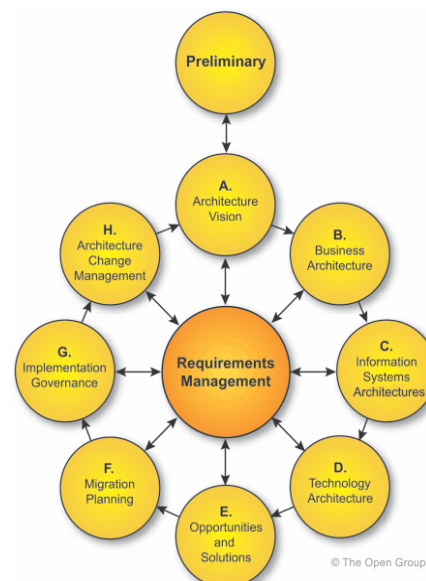 Preliminary
A.
Architecture
Vision
H.
Architecture
Change
Management
B.
Business
Architecture
G.
Implementation
Governance
Requirements
Management
C.
Information
Systems
Architectures
F.
Migration
Planning
D.
Technology
Architecture
E.
Opportunities
and
Solutions
© The Open Group